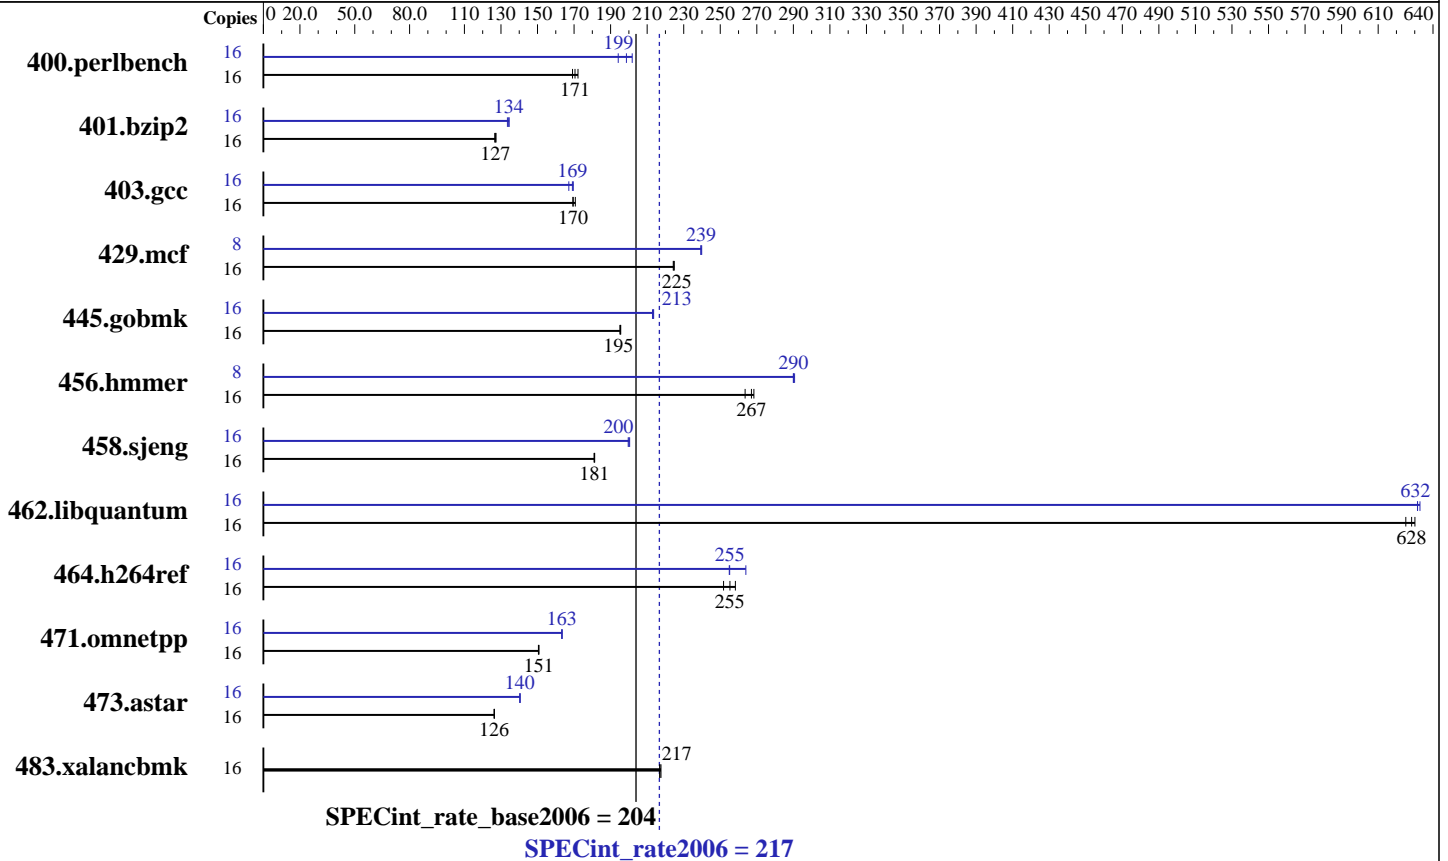 Copies 0 20.0 50.0 80.0 110 130 150 170 190 210 230 250 270 290 310 330 350 370 390 410 430 450 470 490 510 530 550 570 590 610 640
400.perlbench 16 199
16 171
401.bzip2 16 134
16 127
403.gcc 16 169
16 170
429.mcf 8 239
16 225
445.gobmk 16 213
16 195
456.hmmer 8 290
16 267
458.sjeng 16 200
16 181
462.libquantum 16 632
16 628
464.h264ref 16 255
16 255
471.omnetpp 16 163
16 151
473.astar 16 140
16 126
483.xalancbmk 16 217
SPECint_rate_base2006 = 204
SPECint_rate2006 = 217